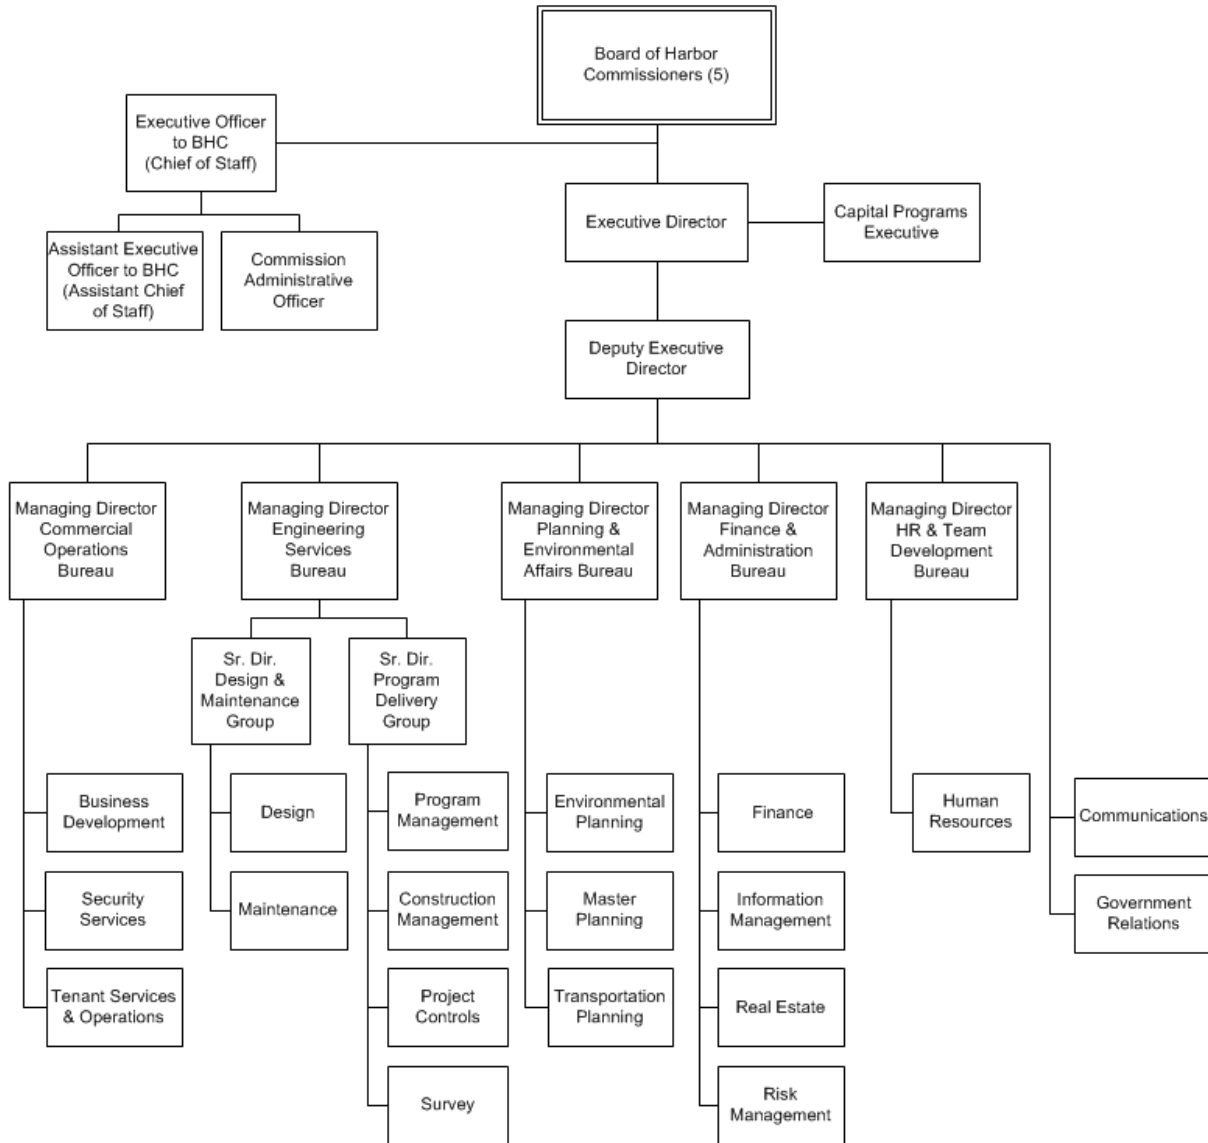 Board of Harbor
Commissioners (5)
Executive Officer
to BHC
(Chief of Staff)
Executive Director
Capital Programs
Executive
Assistant Executive
Officer to BHC
(Assistant Chief
of Staff)
Commission
Administrative
Officer
Deputy Executive
Director
Managing Director
Commercial
Operations
Bureau
Managing Director
Engineering
Services
Bureau
Managing Director
Planning &
Environmental
Affairs Bureau
Managing Director
Finance &
Administration
Bureau
Managing Director
HR & Team
Development
Bureau
Sr. Dir.
Design &
Maintenance
Group
Sr. Dir.
Program
Delivery
Group
Business
Development
Design
Program
Management
Environmental
Planning
Finance
Human
Resources
Communications
Security
Services
Maintenance
Construction
Management
Master
Planning
Information
Management
Government
Relations
Tenant Services
& Operations
Project
Controls
Transportation
Planning
Real Estate
Survey
Risk
Management